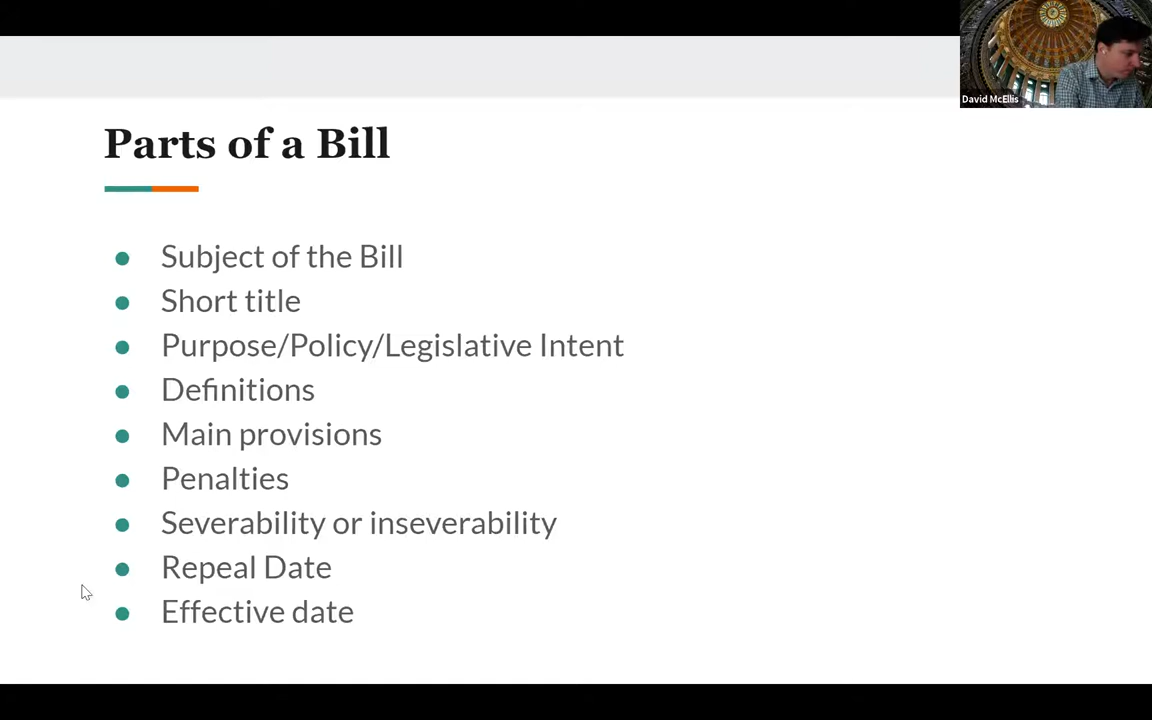 David McEllis
Parts of a Bill
Subject of the Bill
Short title
Purpose/Policy/Legislative Intent
Definitions
Main provisions
Penalties
Severability or inseverability
Repeal Date
Effective date